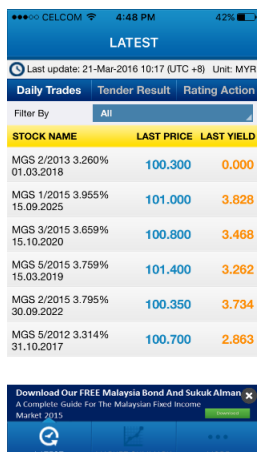 CELCOM 4:48 PM 42%
LATEST
Last update: 21-Mar-2016 10:17 (UTC +8) Unit: MYR
Daily Trades Tender Result Rating Action
Filter By All
STOCK NAME LAST PRICE LAST YIELD
MGS 2/2013 3.260%
01.03.2018 100.300 0.000
MGS 1/2015 3.955%
15.09.2025 101.000 3.828
MGS 3/2015 3.659%
15.10.2020 100.800 3.468
MGS 5/2015 3.759%
15.03.2019 101.400 3.262
MGS 2/2015 3.795%
30.09.2022 100.350 3.734
MGS 5/2012 3.314%
31.10.2017 100.700 2.863
Download Our FREE Malaysia Bond And Sukuk Alman
A Complete Guide For The Malaysian Fixed Income
Market 2015
Download